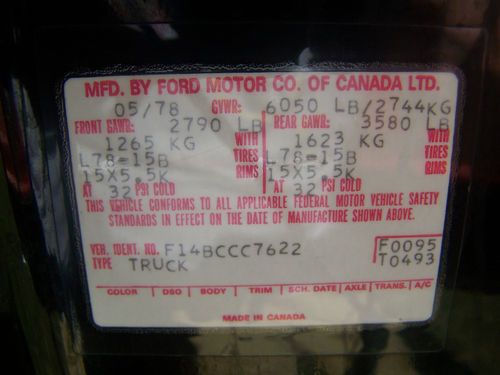 MFD. BY FORD MOTOR CO. OF CANADA LTD.
05/78 GVWR: 6050 LB/2744KG
FRONT GAWR: 2790 LB REAR GAWR: 3580 LB
1265 KG WITH 1623 KG WITH
L78-15B TIRES L78-15B TIRES
15X5.5K RIMS 15X5.5K RIMS
AT 32 PSI COLD AT 32 PSI COLD
THIS VEHICLE CONFORMS TO ALL APPLICABLE FEDERAL MOTOR VEHICLE SAFETY
STANDARDS IN EFFECT ON THE DATE OF MANUFACTURE SHOWN ABOVE.
VEH. IDENT. NO. F14BCCC7622 F0095
TYPE TRUCK T0493
COLOR DSO BODY TRIM SCH. DATE AXLE TRANS. A/C
MADE IN CANADA